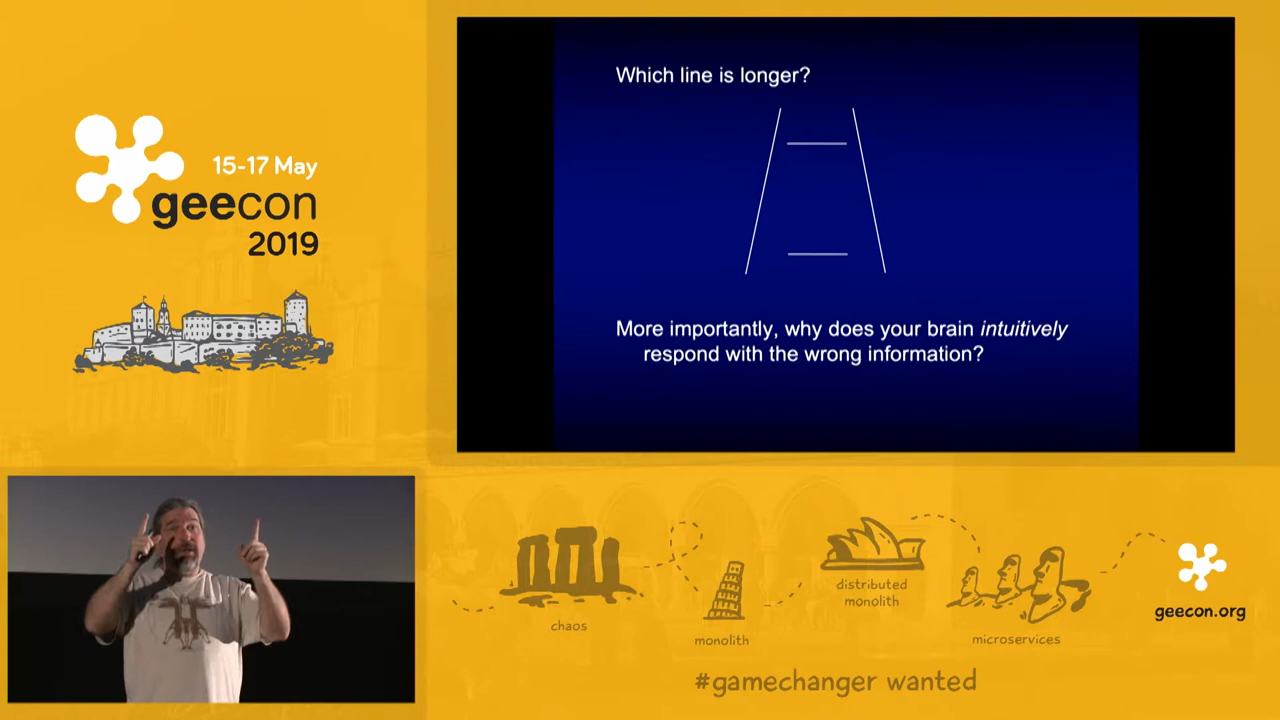 15-17 May
geecon
2019
Which line is longer?
More importantly, why does your brain intuitively
respond with the wrong information?
chaos
monolith
distributed
monolith
microservices
geecon.org
#gamechanger wanted